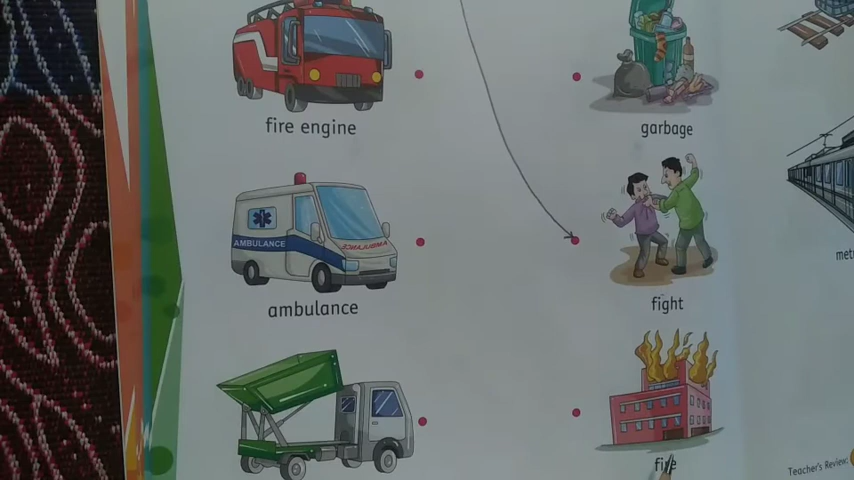 fire engine
garbage
AMBULANCE
ambulance
fight
fire
Teacher's Review: